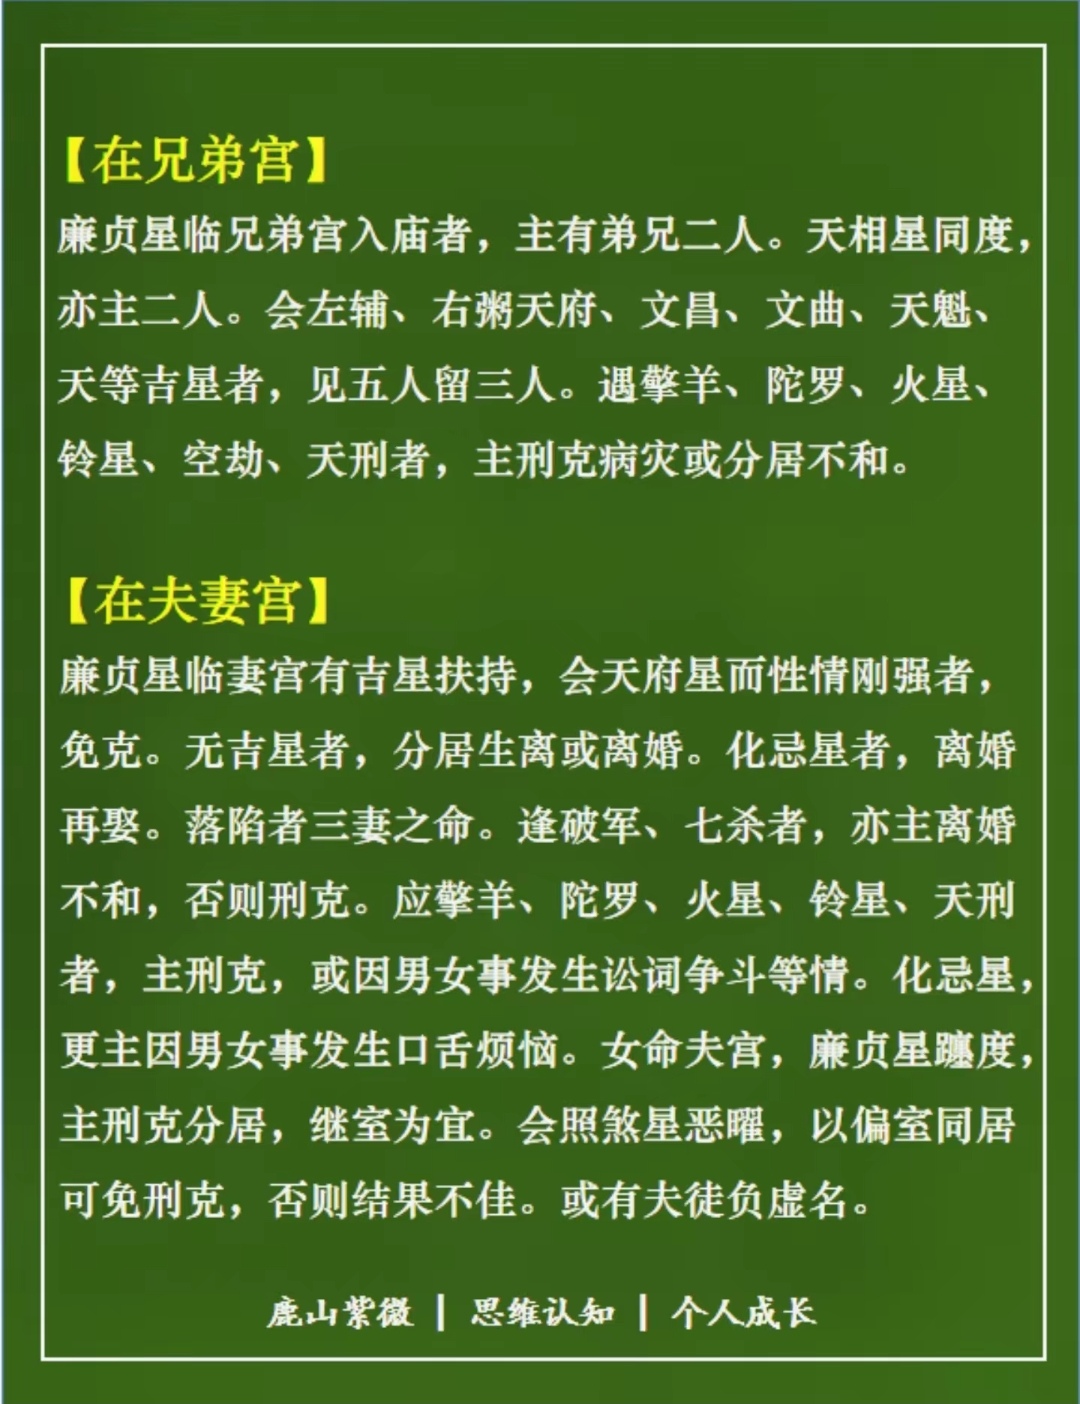 【在兄弟宫】
廉贞星临兄弟宫入庙者，主有弟兄二人。天相星同度，
亦主二人。会左辅、右粥天府、文昌、文曲、天魁、
天等吉星者，见五人留三人。遇擎羊、陀罗、火星、
铃星、空劫、天刑者，主刑克病灾或分居不和。
【在夫妻宫】
廉贞星临妻宫有吉星扶持，会天府星而性情刚强者，
免克。无吉星者，分居生离或离婚。化忌星者，离婚
再娶。落陷者三妻之命。逢破军、七杀者，亦主离婚
不和，否则刑克。应擎羊、陀罗、火星、铃星、天刑
者，主刑克，或因男女事发生讼词争斗等情。化忌星，
更主因男女事发生口舌烦恼。女命夫宫，廉贞星躔度，
主刑克分居，继室为宜。会照煞星恶曜，以偏室同居
可免刑克，否则结果不佳。或有夫徒负虚名。
鹿山紫微 | 思维认知 | 个人成长